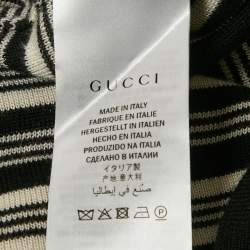 GUCCI
MADE IN ITALY
FABRIQUE EN ITALIE
HERGESTELLT IN ITALIEN
HECHO EN ITALIA
PRODUZIDO NA ITALIA
СДЕЛАНО В ИТАЛИИ
イタリア製
产地 意大利
صنع في إيطاليا